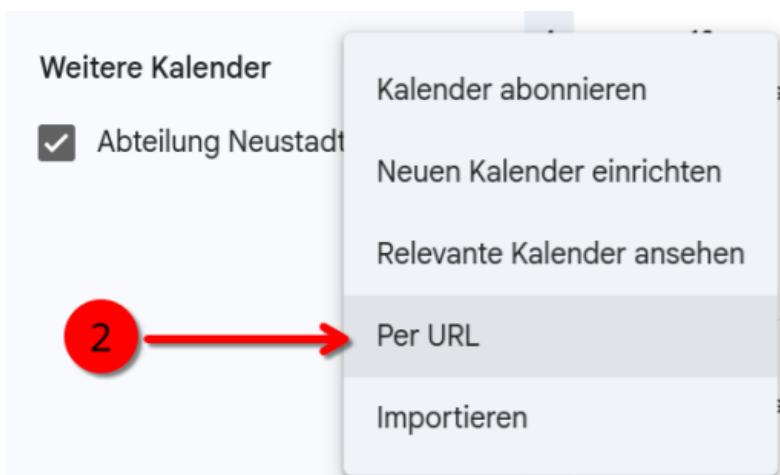 Weitere Kalender
Kalender abonnieren
Abteilung Neustadt
Neuen Kalender einrichten
Relevante Kalender ansehen
2
Per URL
Importieren